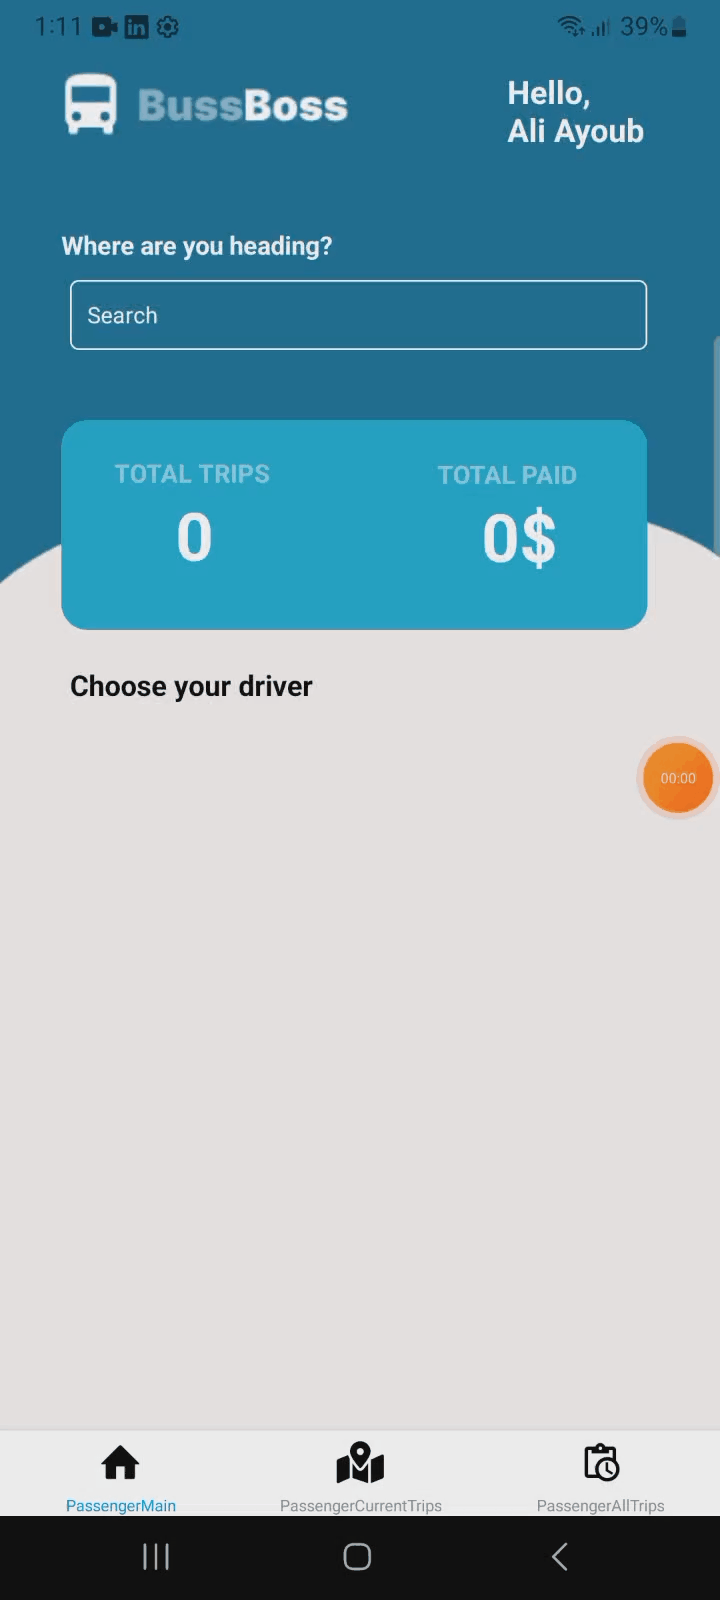 1:11
39%
BussBoss
Hello,
Ali Ayoub
Where are you heading?
Search
TOTAL TRIPS
TOTAL PAID
0
0$
Choose your driver
00:00
PassengerMain
PassengerCurrentTrips
PassengerAllTrips